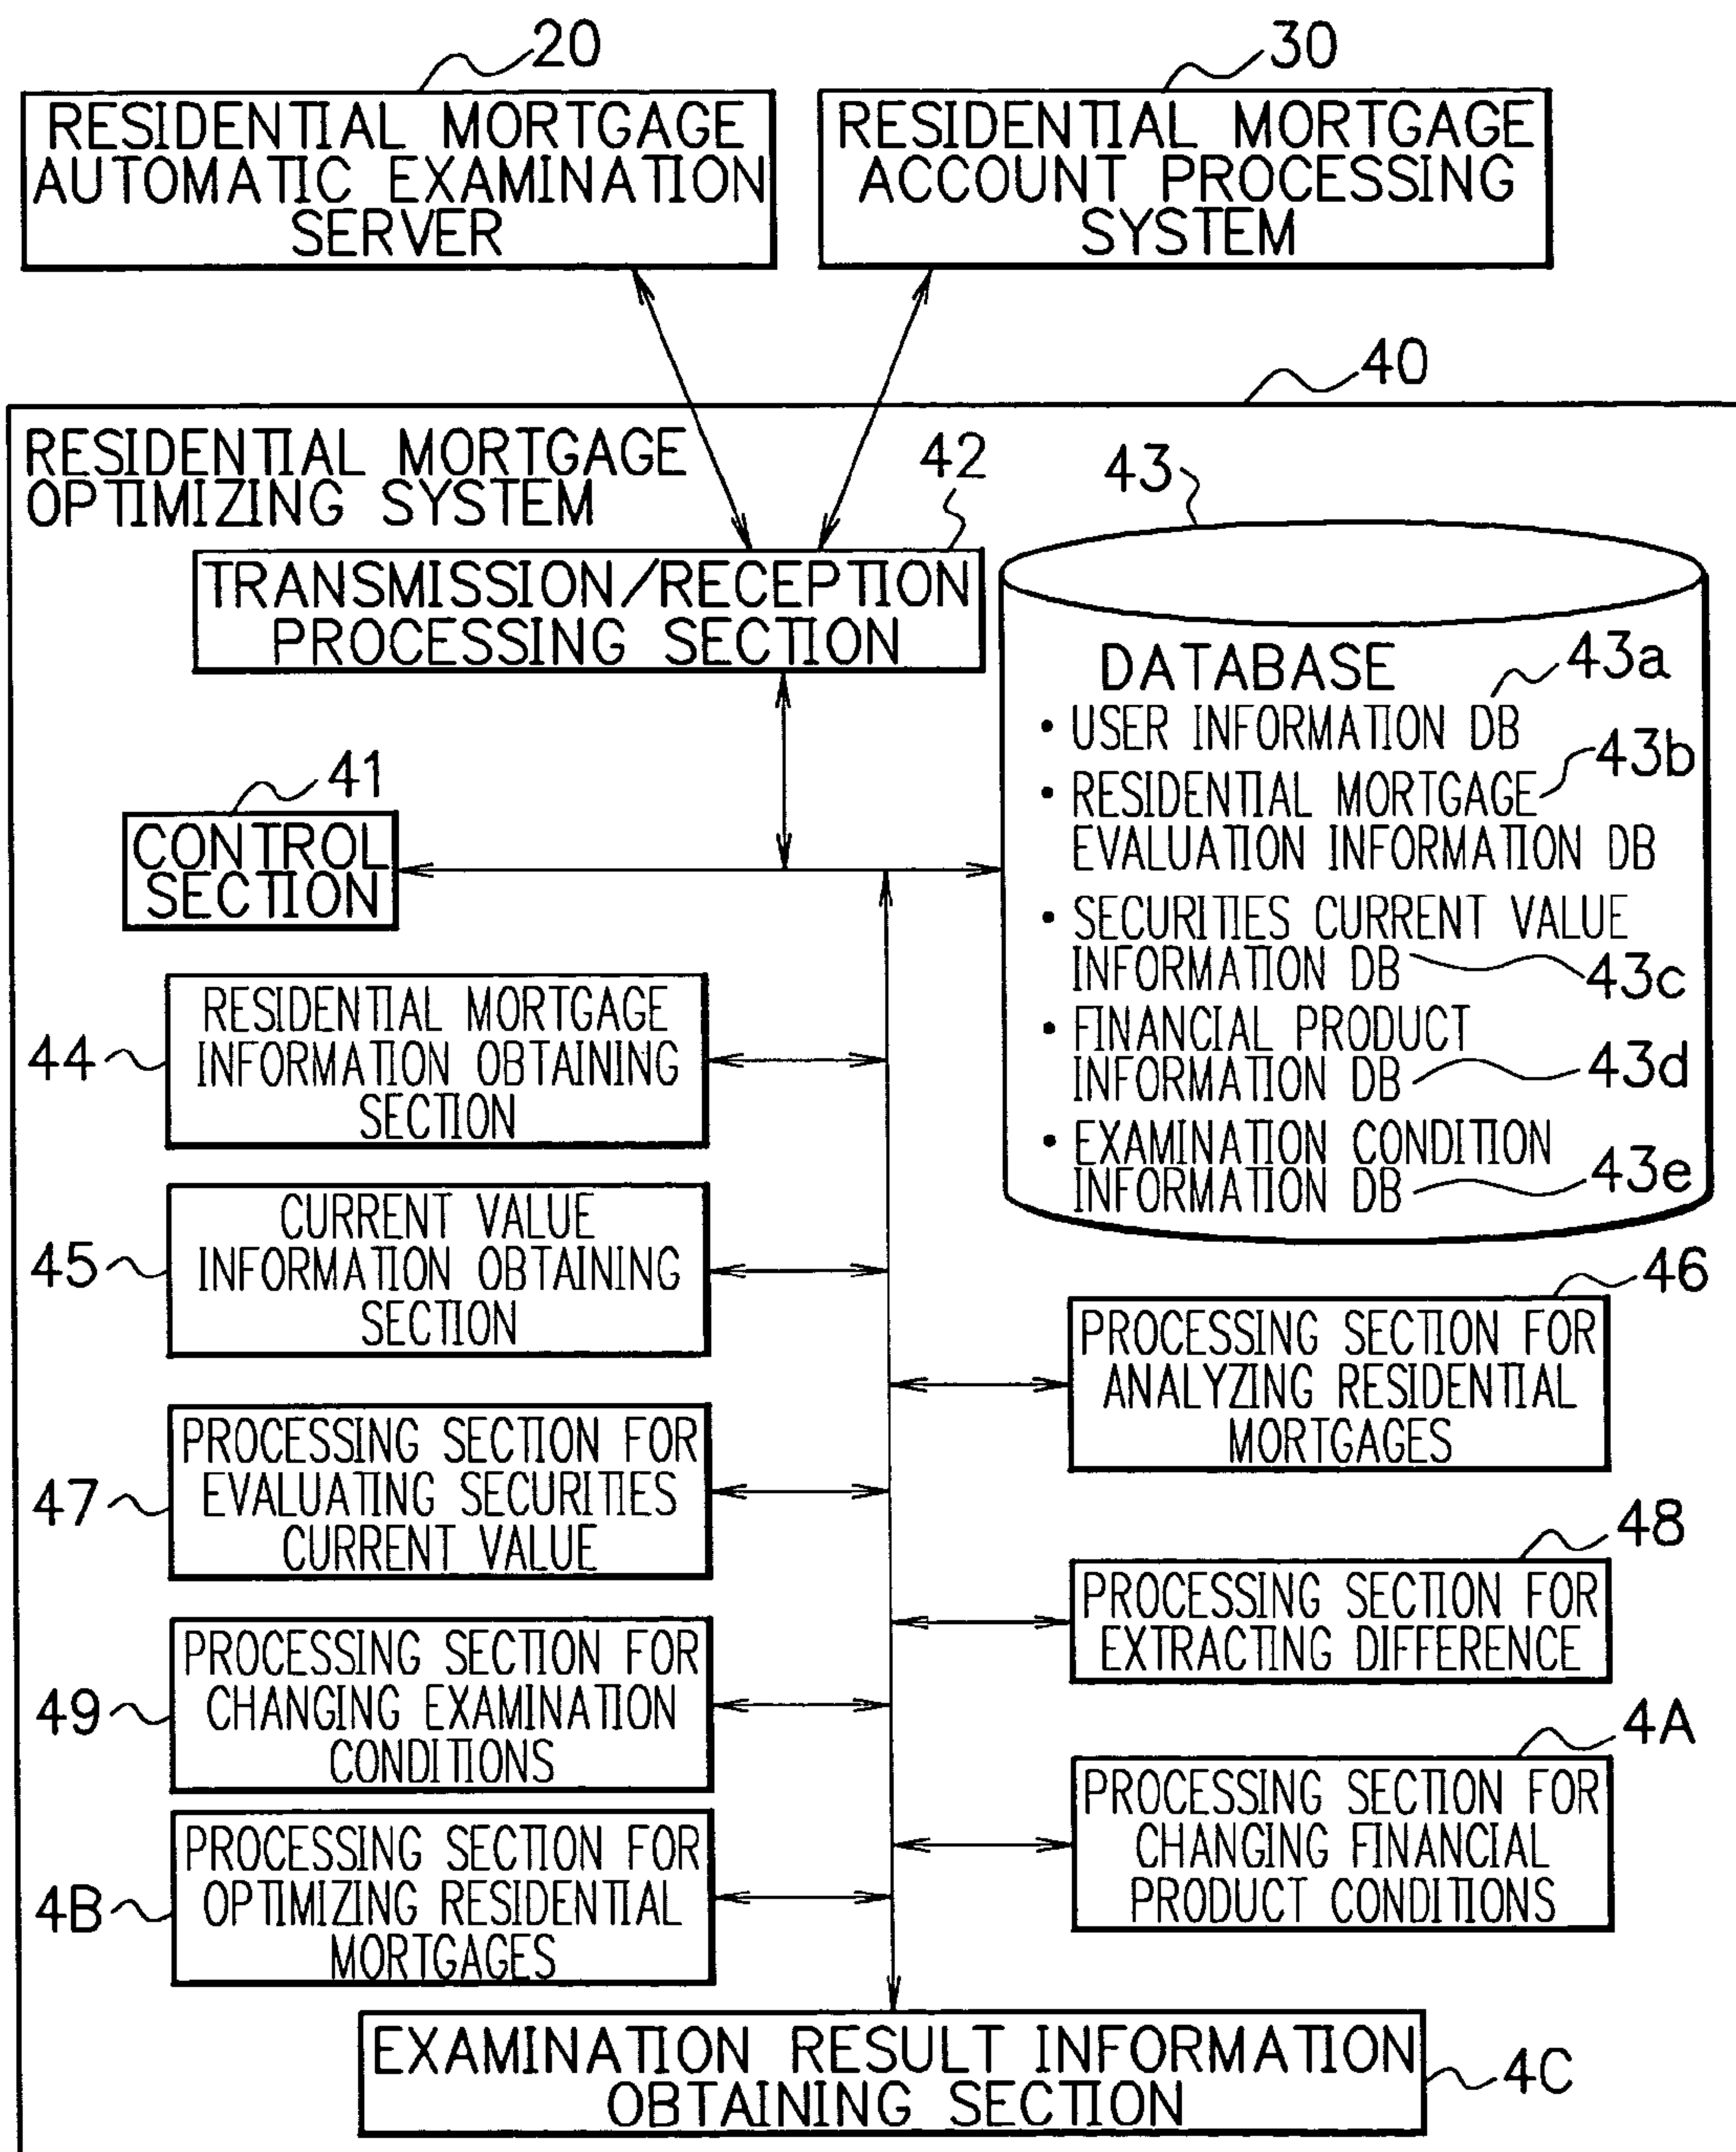 20
30
RESIDENTIAL MORTGAGE
AUTOMATIC EXAMINATION
SERVER
RESIDENTIAL MORTGAGE
ACCOUNT PROCESSING
SYSTEM
40
RESIDENTIAL MORTGAGE
OPTIMIZING SYSTEM
42
TRANSMISSION/RECEPTION
PROCESSING SECTION
43
DATABASE
43a
• USER INFORMATION DB
43b
• RESIDENTIAL MORTGAGE
EVALUATION INFORMATION DB
• SECURITIES CURRENT VALUE
INFORMATION DB
43c
• FINANCIAL PRODUCT
INFORMATION DB
43d
• EXAMINATION CONDITION
INFORMATION DB
43e
41
CONTROL
SECTION
44
RESIDENTIAL MORTGAGE
INFORMATION OBTAINING
SECTION
45
CURRENT VALUE
INFORMATION OBTAINING
SECTION
46
PROCESSING SECTION FOR
ANALYZING RESIDENTIAL
MORTGAGES
47
PROCESSING SECTION FOR
EVALUATING SECURITIES
CURRENT VALUE
48
PROCESSING SECTION FOR
EXTRACTING DIFFERENCE
49
PROCESSING SECTION FOR
CHANGING EXAMINATION
CONDITIONS
4A
PROCESSING SECTION FOR
CHANGING FINANCIAL
PRODUCT CONDITIONS
4B
PROCESSING SECTION FOR
OPTIMIZING RESIDENTIAL
MORTGAGES
EXAMINATION RESULT INFORMATION
OBTAINING SECTION
4C